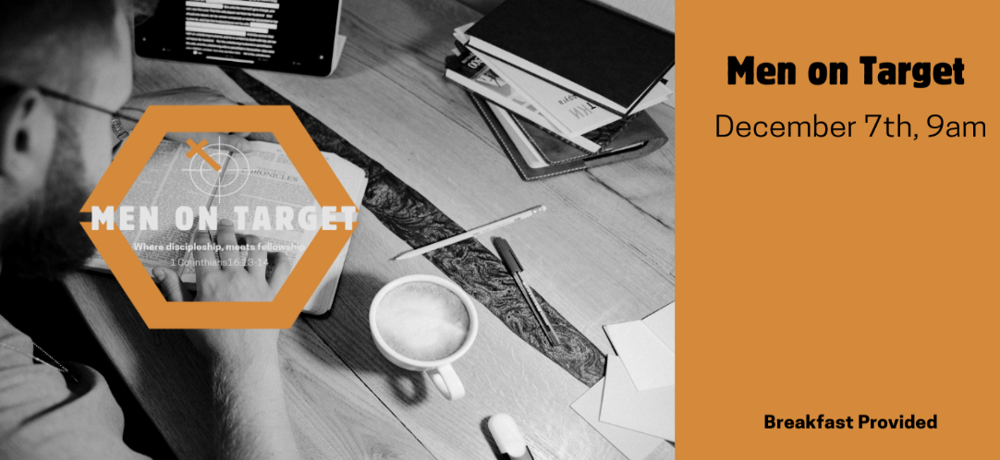 CHRONICLES
MEN ON TARGET
Where discipleship, meets fellowship
1 Corinthians16:13-14
Men on Target
December 7th, 9am
Breakfast Provided